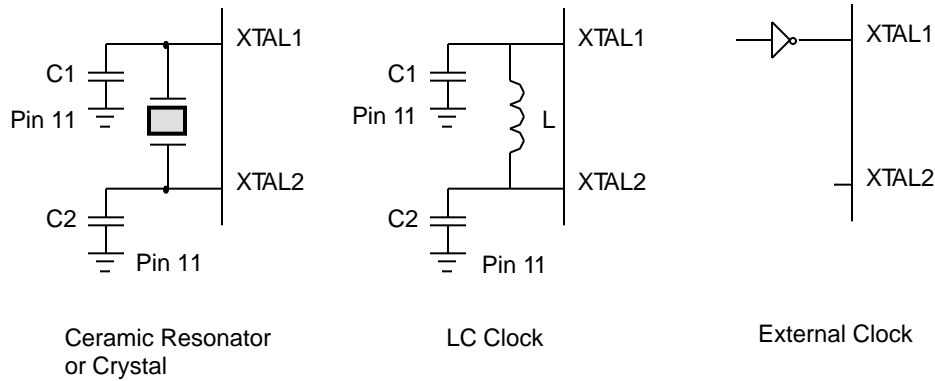 XTAL1
C1
Pin 11
XTAL2
C2
Pin 11
Ceramic Resonator
or Crystal
XTAL1
C1
Pin 11
L
XTAL2
C2
Pin 11
LC Clock
XTAL1
XTAL2
External Clock